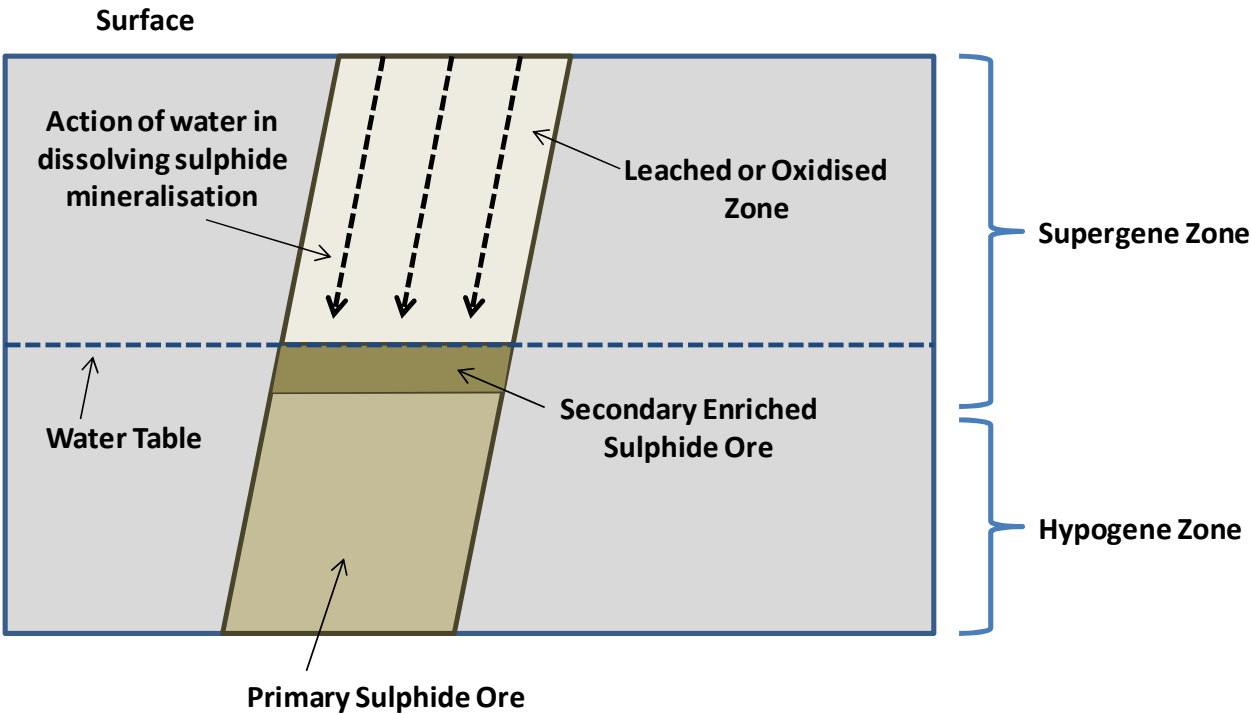 Surface
Action of water in
dissolving sulphide
mineralisation
Leached or Oxidised
Zone
Supergene Zone
Water Table
Secondary Enriched
Sulphide Ore
Hypogene Zone
Primary Sulphide Ore